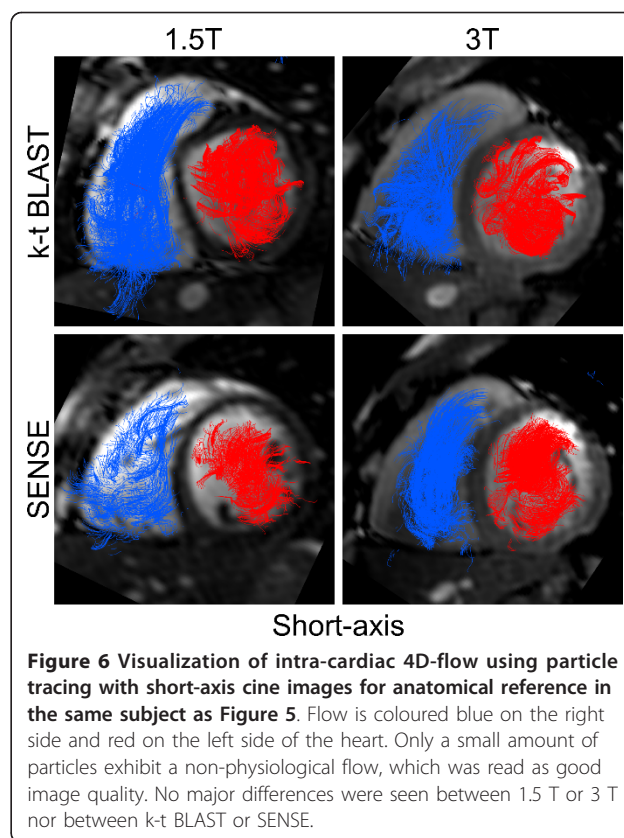 1.5T 3T
k-t BLAST
SENSE
Short-axis
Figure 6 Visualization of intra-cardiac 4D-flow using particle
tracing with short-axis cine images for anatomical reference in
the same subject as Figure 5. Flow is coloured blue on the right
side and red on the left side of the heart. Only a small amount of
particles exhibit a non-physiological flow, which was read as good
image quality. No major differences were seen between 1.5 T or 3 T
nor between k-t BLAST or SENSE.